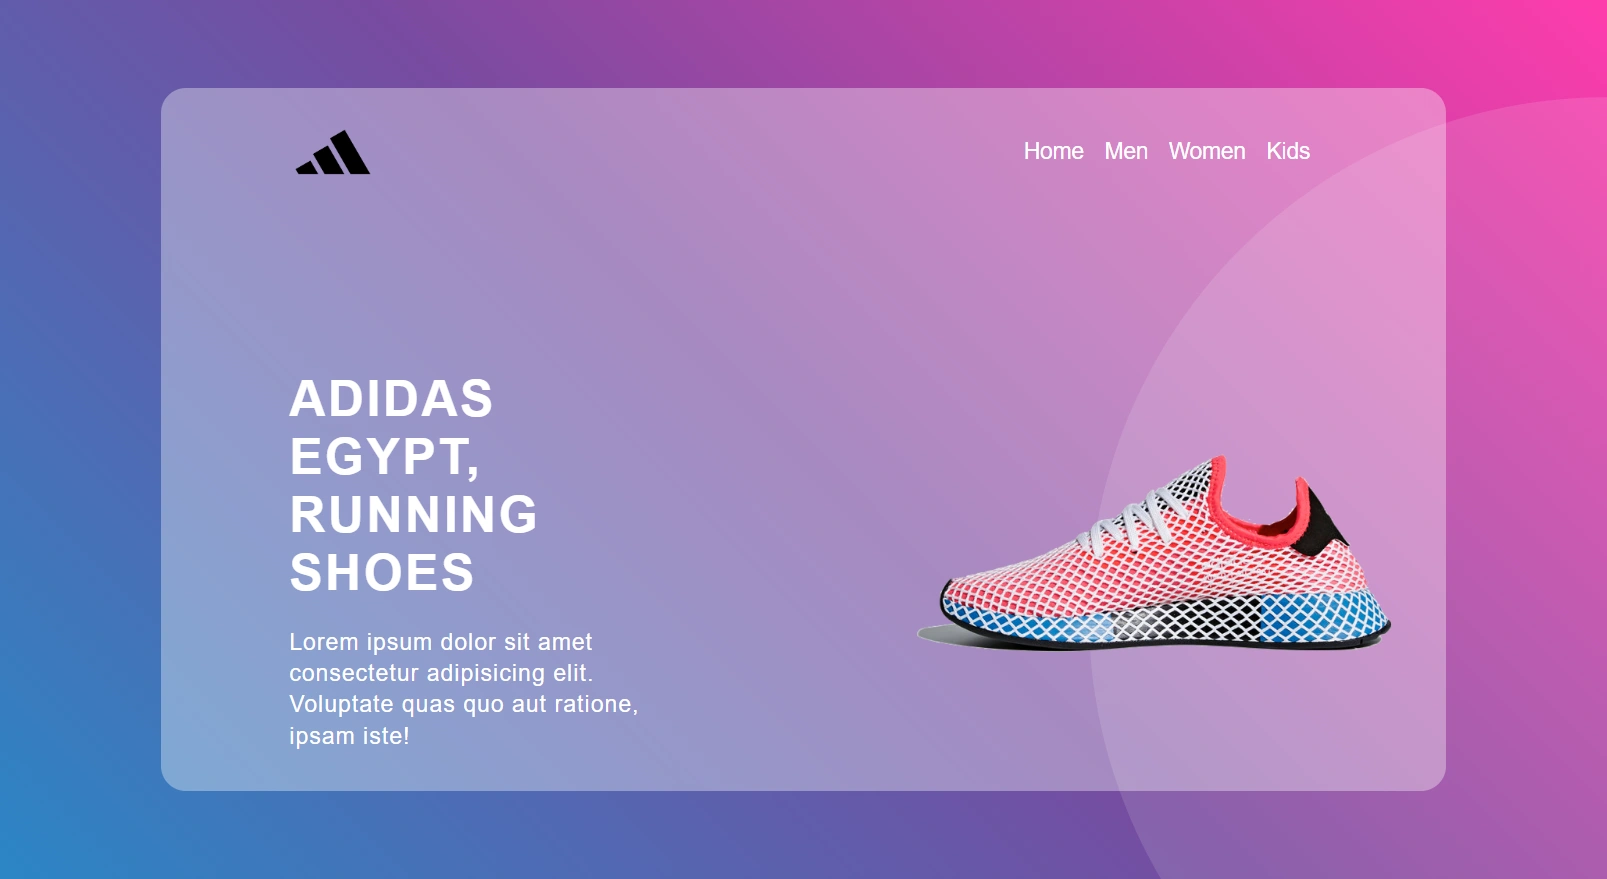 Home Men Women Kids
ADIDAS
EGYPT,
RUNNING
SHOES
Lorem ipsum dolor sit amet
consectetur adipisicing elit.
Voluptate quas quo aut ratione,
ipsam iste!